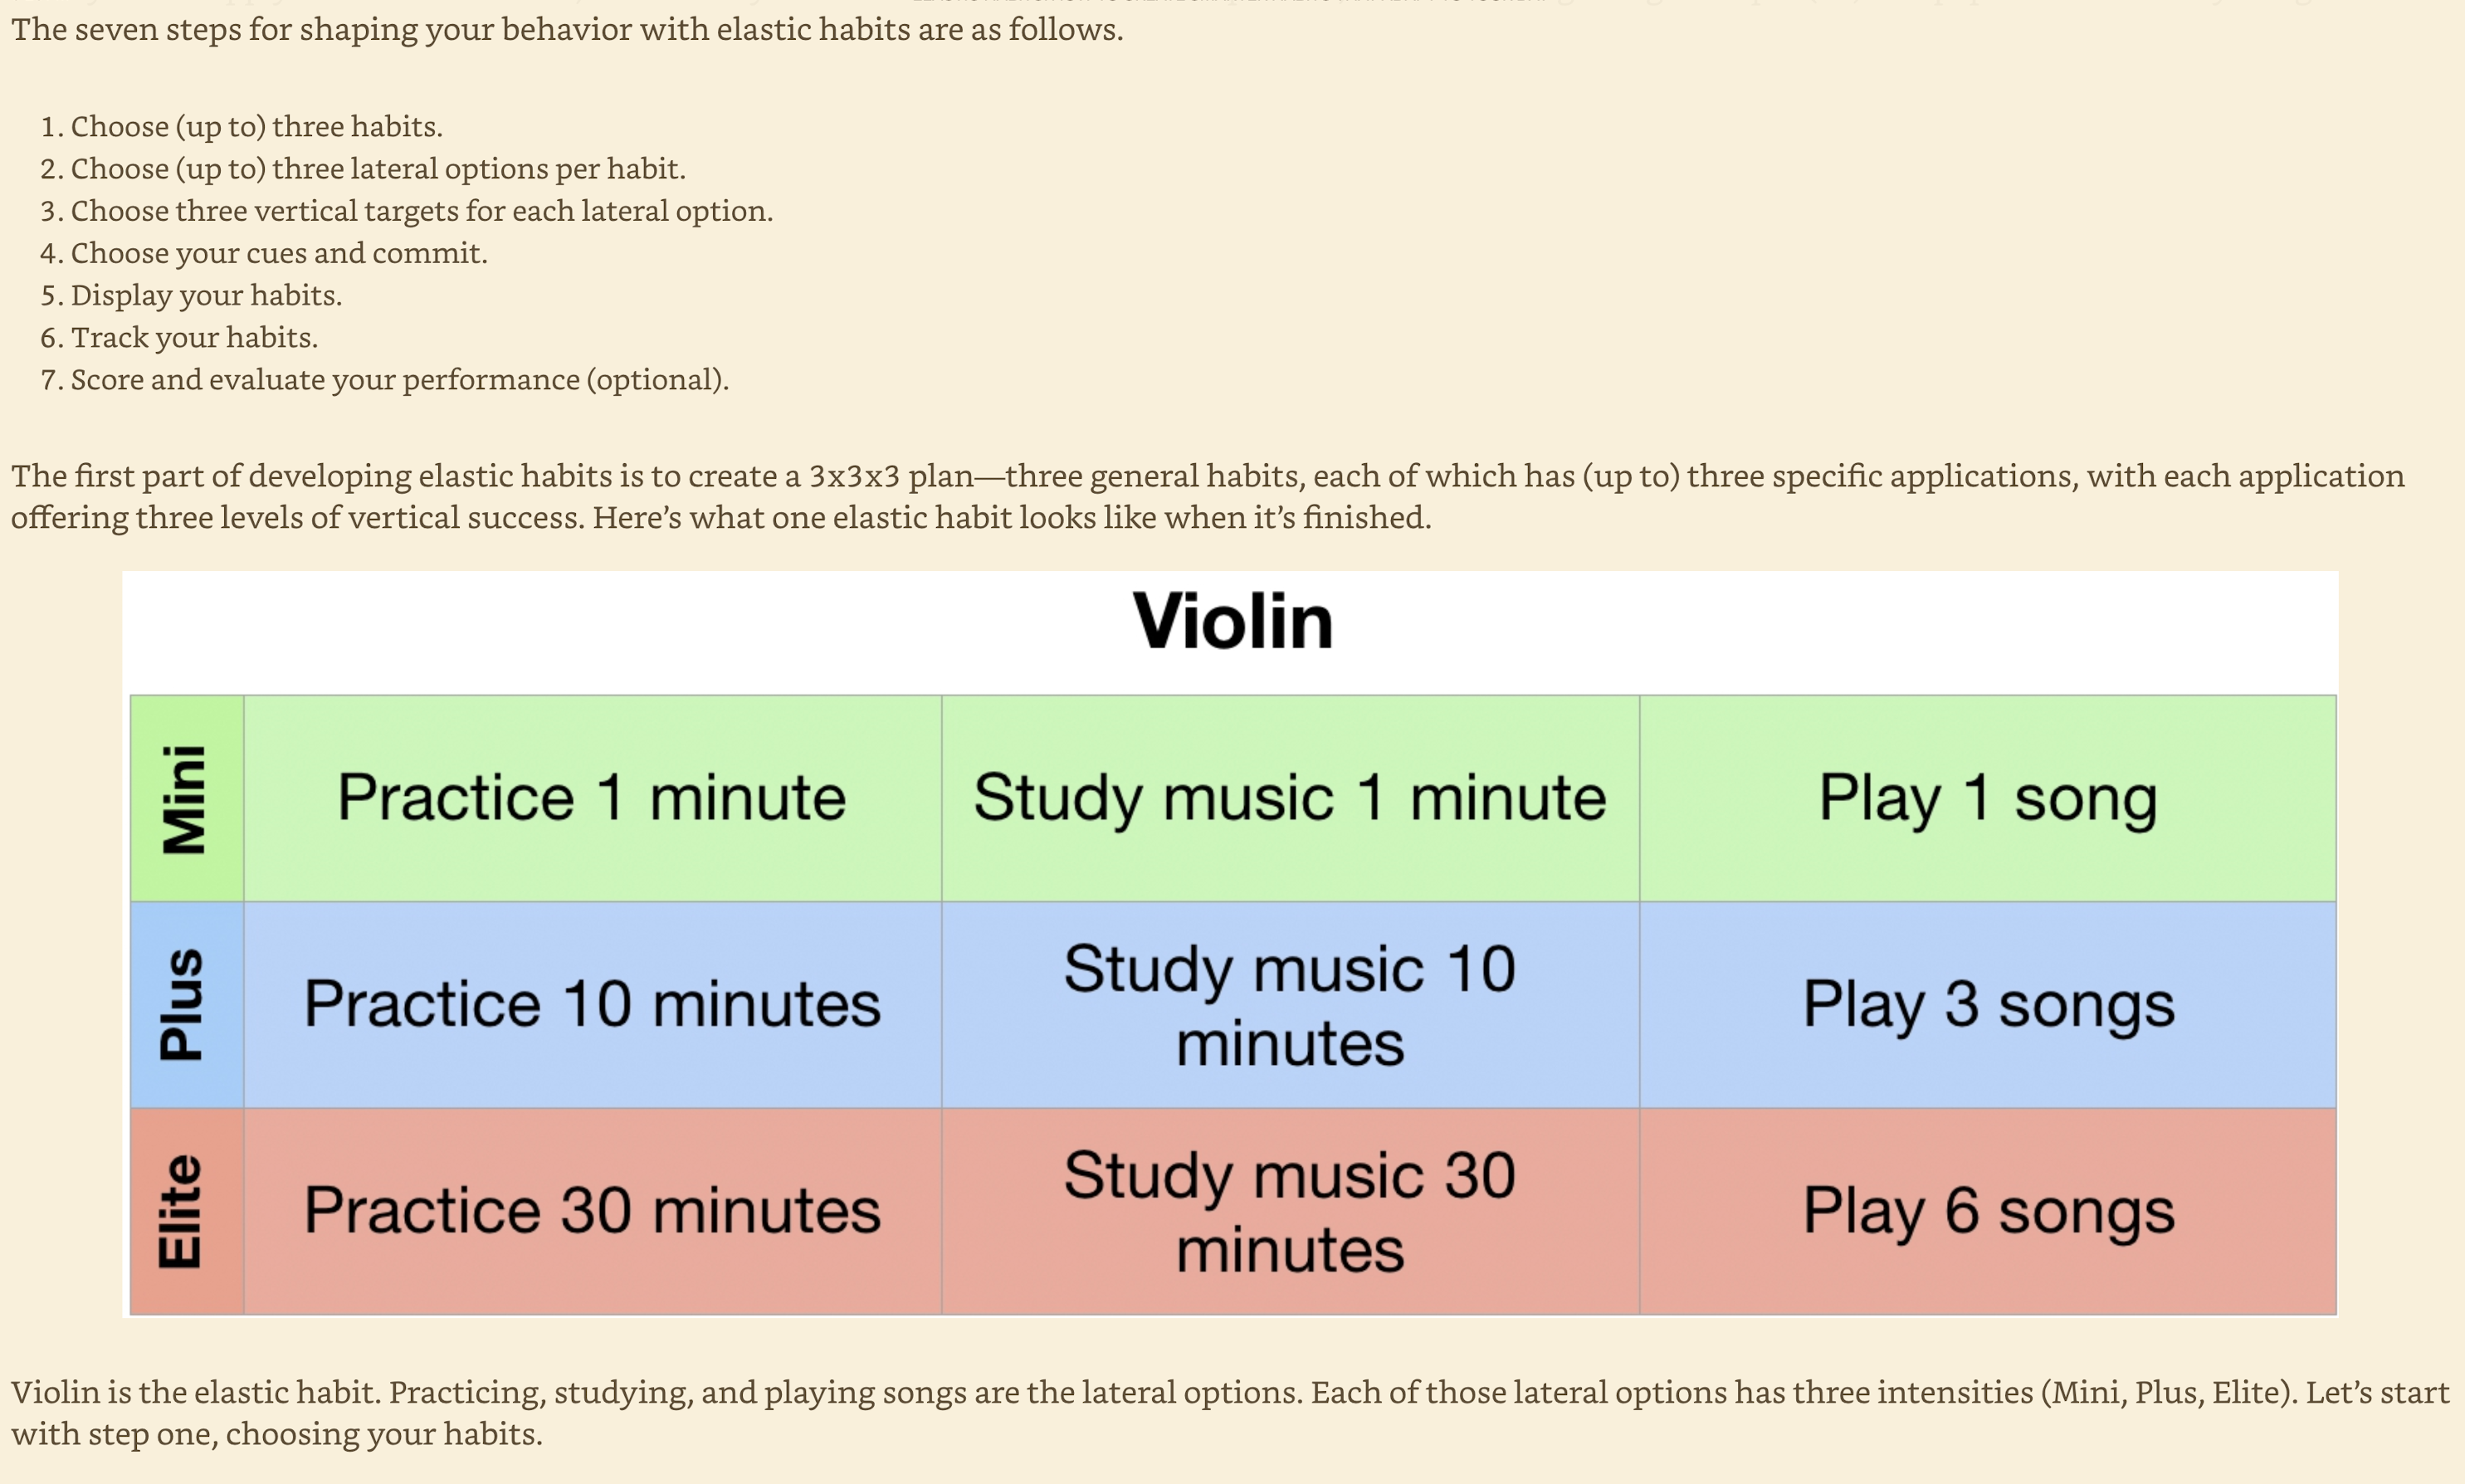 The seven steps for shaping your behavior with elastic habits are as follows.
1. Choose (up to) three habits.
2. Choose (up to) three lateral options per habit.
3. Choose three vertical targets for each lateral option.
4. Choose your cues and commit.
5. Display your habits.
6. Track your habits.
7. Score and evaluate your performance (optional).
The first part of developing elastic habits is to create a 3x3x3 plan—three general habits, each of which has (up to) three specific applications, with each application
offering three levels of vertical success. Here’s what one elastic habit looks like when it’s finished.
Violin
Mini
Practice 1 minute
Study music 1 minute
Play 1 song
Plus
Practice 10 minutes
Study music 10
minutes
Play 3 songs
Elite
Practice 30 minutes
Study music 30
minutes
Play 6 songs
Violin is the elastic habit. Practicing, studying, and playing songs are the lateral options. Each of those lateral options has three intensities (Mini, Plus, Elite). Let’s start
with step one, choosing your habits.